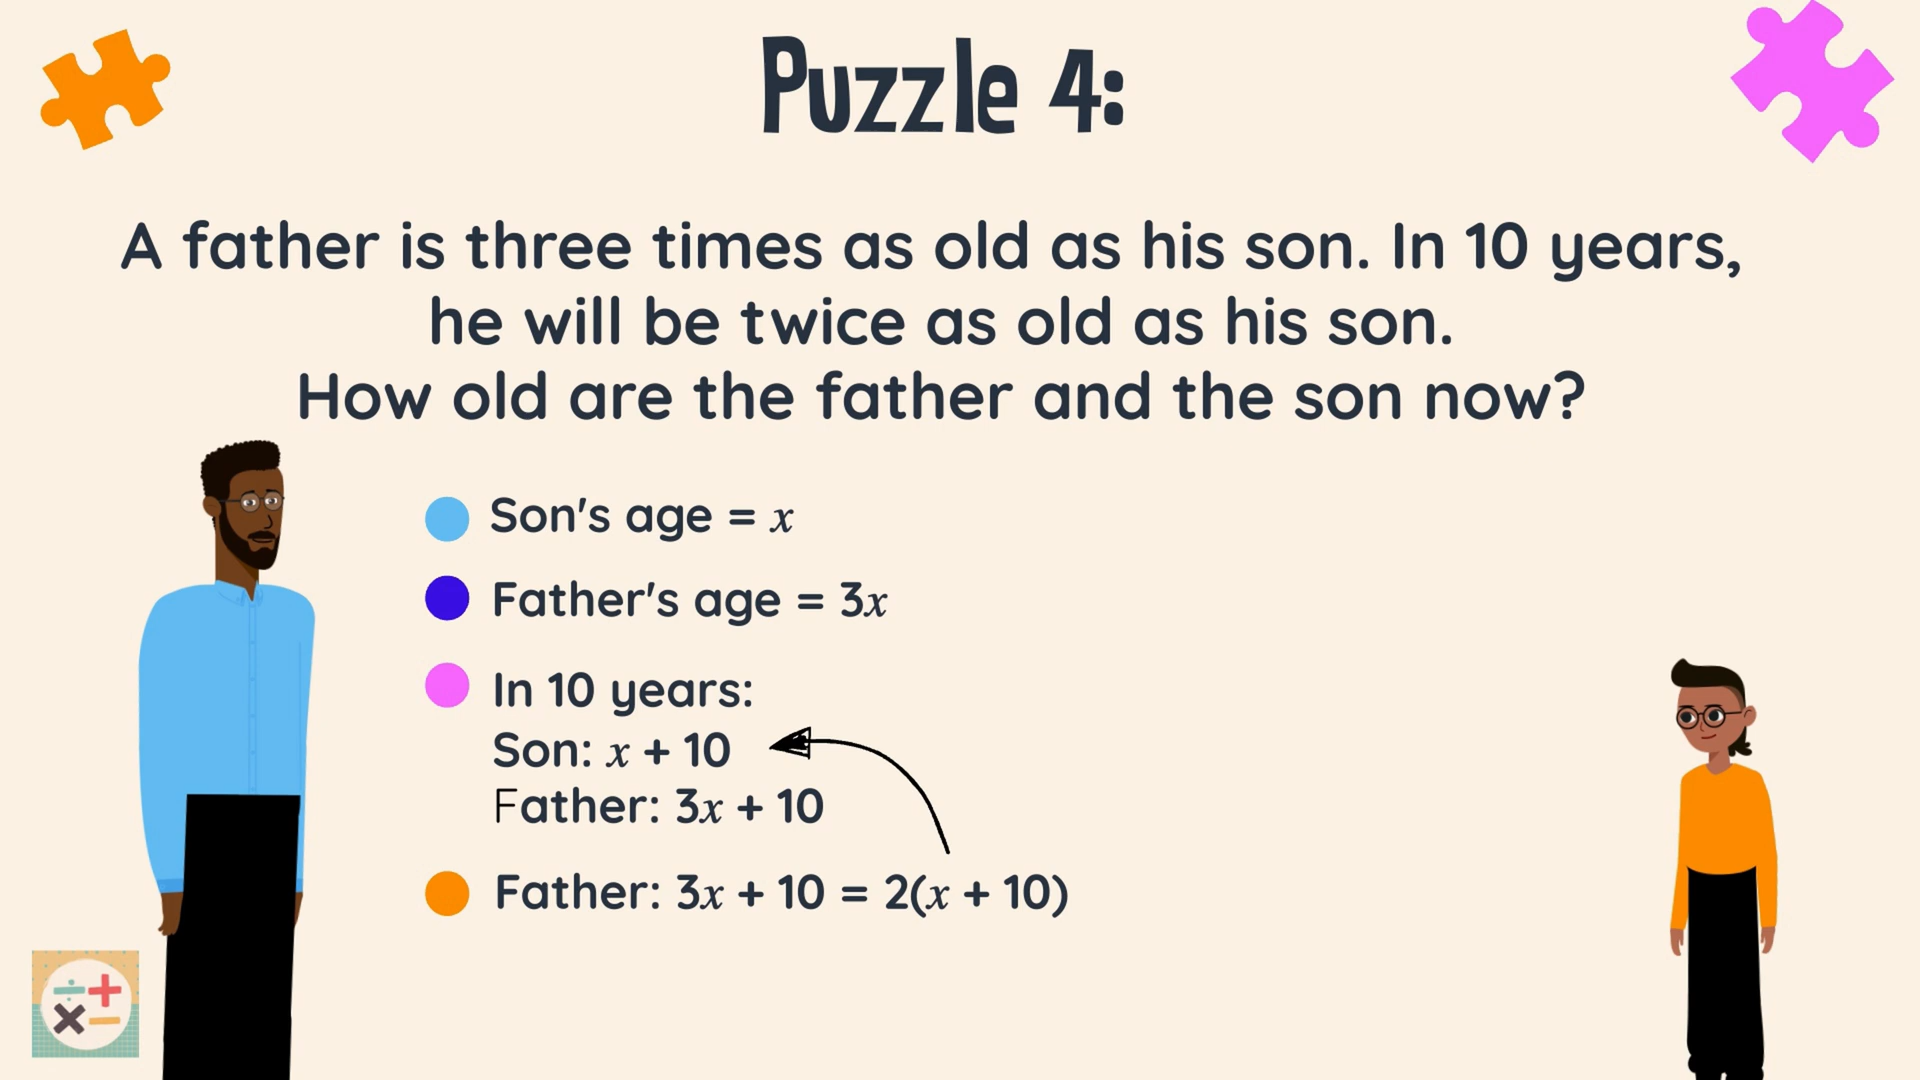 Puzzle 4:
A father is three times as old as his son. In 10 years,
he will be twice as old as his son.
How old are the father and the son now?
Son's age = x
Father's age = 3x
In 10 years:
Son: x + 10
Father: 3x + 10
Father: 3x + 10 = 2(x + 10)